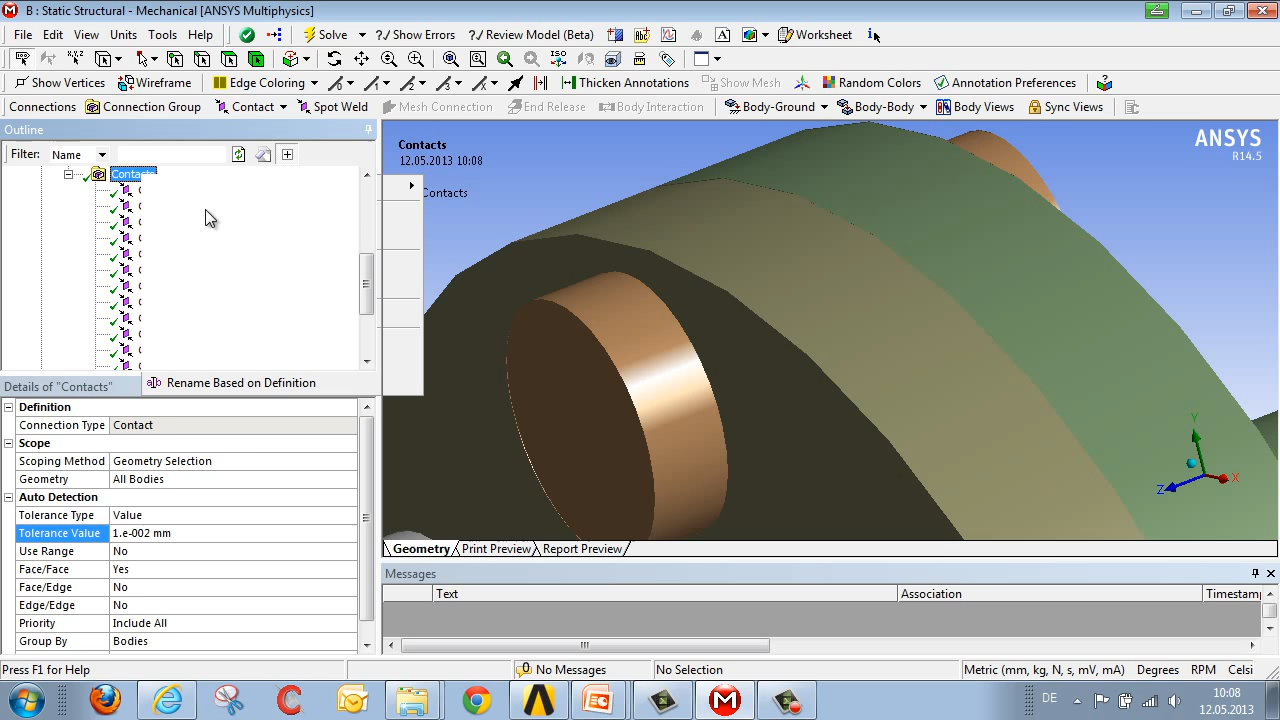 B : Static Structural - Mechanical [ANSYS Multiphysics]
File Edit View Units Tools Help Solve ?/ Show Errors ?/ Review Model (Beta) A Worksheet
Show Vertices Wireframe Edge Coloring Thicken Annotations Show Mesh Random Colors Annotation Preferences
Connections Connection Group Contact Spot Weld Mesh Connection End Release Body Interaction Body-Ground Body-Body Body Views Sync Views
Outline
Filter: Name
Contacts
Rename Based on Definition
Contacts
12.05.2013 10:08
Contacts
ANSYS
R14.5
Y
X
Z
Details of "Contacts"
Definition
Connection Type Contact
Scope
Scoping Method Geometry Selection
Geometry All Bodies
Auto Detection
Tolerance Type Value
Tolerance Value 1.e-002 mm
Use Range No
Face/Face Yes
Face/Edge No
Edge/Edge No
Priority Include All
Group By Bodies
Geometry Print Preview Report Preview
Messages
Text Association Timestam
Press F1 for Help 0 No Messages No Selection Metric (mm, kg, N, s, mV, mA) Degrees RPM Celsi
DE 10:08
12.05.2013